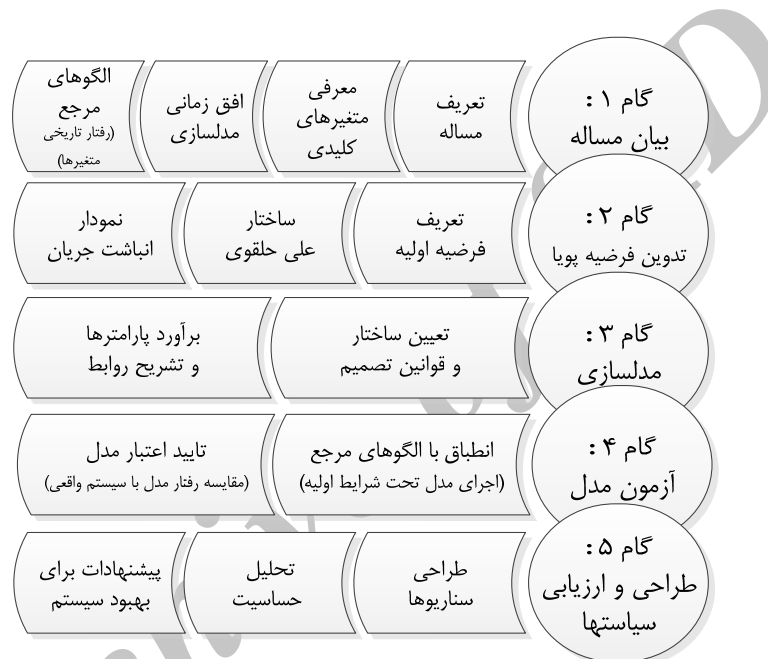 گام ۱ :
بیان مساله
تعریف
مساله
معرفی
متغیرهای
کلیدی
افق زمانی
مدلسازی
الگوهای
مرجع
(رفتار تاریخی
متغیرها)
گام ۲ :
تدوین فرضیه پویا
تعریف
فرضیه اولیه
ساختار
علی حلقوی
نمودار
انباشت جریان
گام ۳ :
مدلسازی
تعیین ساختار
و قوانین تصمیم
برآورد پارامترها
و تشریح روابط
گام ۴ :
آزمون مدل
انطباق با الگوهای مرجع
(اجرای مدل تحت شرایط اولیه)
تایید اعتبار مدل
(مقایسه رفتار مدل با سیستم واقعی)
گام ۵ :
طراحی و ارزیابی
سیاستها
طراحی
سناریوها
تحلیل
حساسیت
پیشنهادات برای
بهبود سیستم